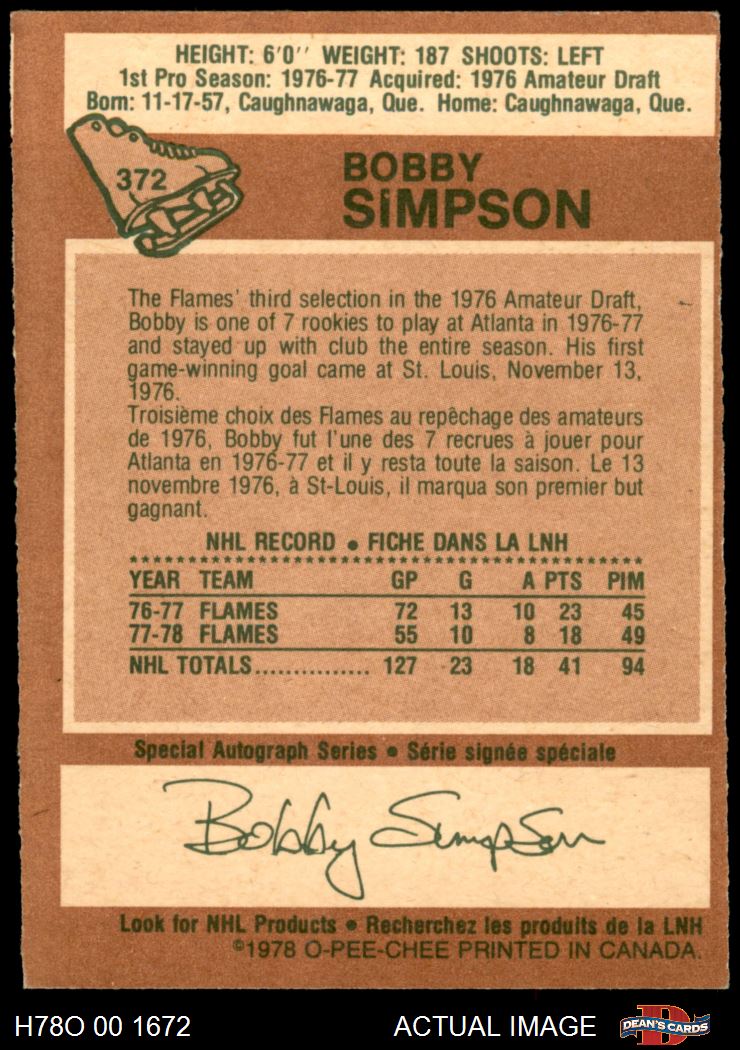 HEIGHT: 6'0'' WEIGHT: 187 SHOOTS: LEFT
1st Pro Season: 1976-77 Acquired: 1976 Amateur Draft
Born: 11-17-57, Caughnawaga, Que. Home: Caughnawaga, Que.
372
BOBBY
SIMPSON
The Flames' third selection in the 1976 Amateur Draft,
Bobby is one of 7 rookies to play at Atlanta in 1976-77
and stayed up with club the entire season. His first
game-winning goal came at St. Louis, November 13,
1976.
Troisième choix des Flames au repêchage des amateurs
de 1976, Bobby fut l'une des 7 recrues à jouer pour
Atlanta en 1976-77 et il y resta toute la saison. Le 13
novembre 1976, à St-Louis, il marqua son premier but
gagnant.
NHL RECORD • FICHE DANS LA LNH
YEAR TEAM GP G A PTS PIM
76-77 FLAMES 72 13 10 23 45
77-78 FLAMES 55 10 8 18 49
NHL TOTALS............... 127 23 18 41 94
Special Autograph Series • Série signée spéciale
Bobby Simpson
Look for NHL Products • Recherchez les produits de la LNH
©1978 O-PEE-CHEE PRINTED IN CANADA.
H78O 00 1672 ACTUAL IMAGE
D
DEAN'S CARDS